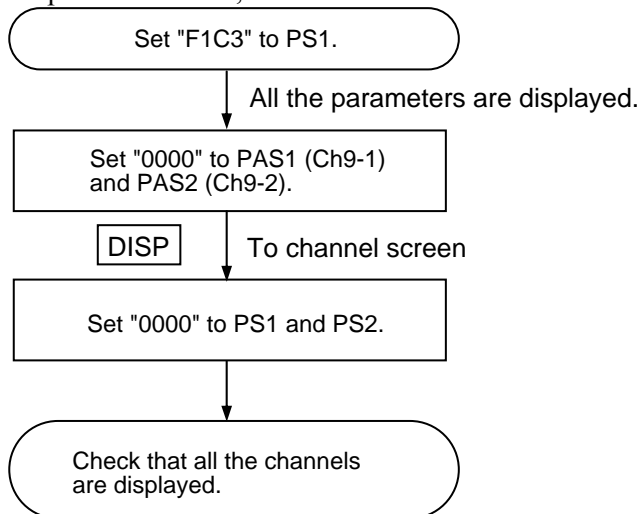 Set "F1C3" to PS1.
All the parameters are displayed.
Set "0000" to PAS1 (Ch9-1)
and PAS2 (Ch9-2).
DISP
To channel screen
Set "0000" to PS1 and PS2.
Check that all the channels
are displayed.